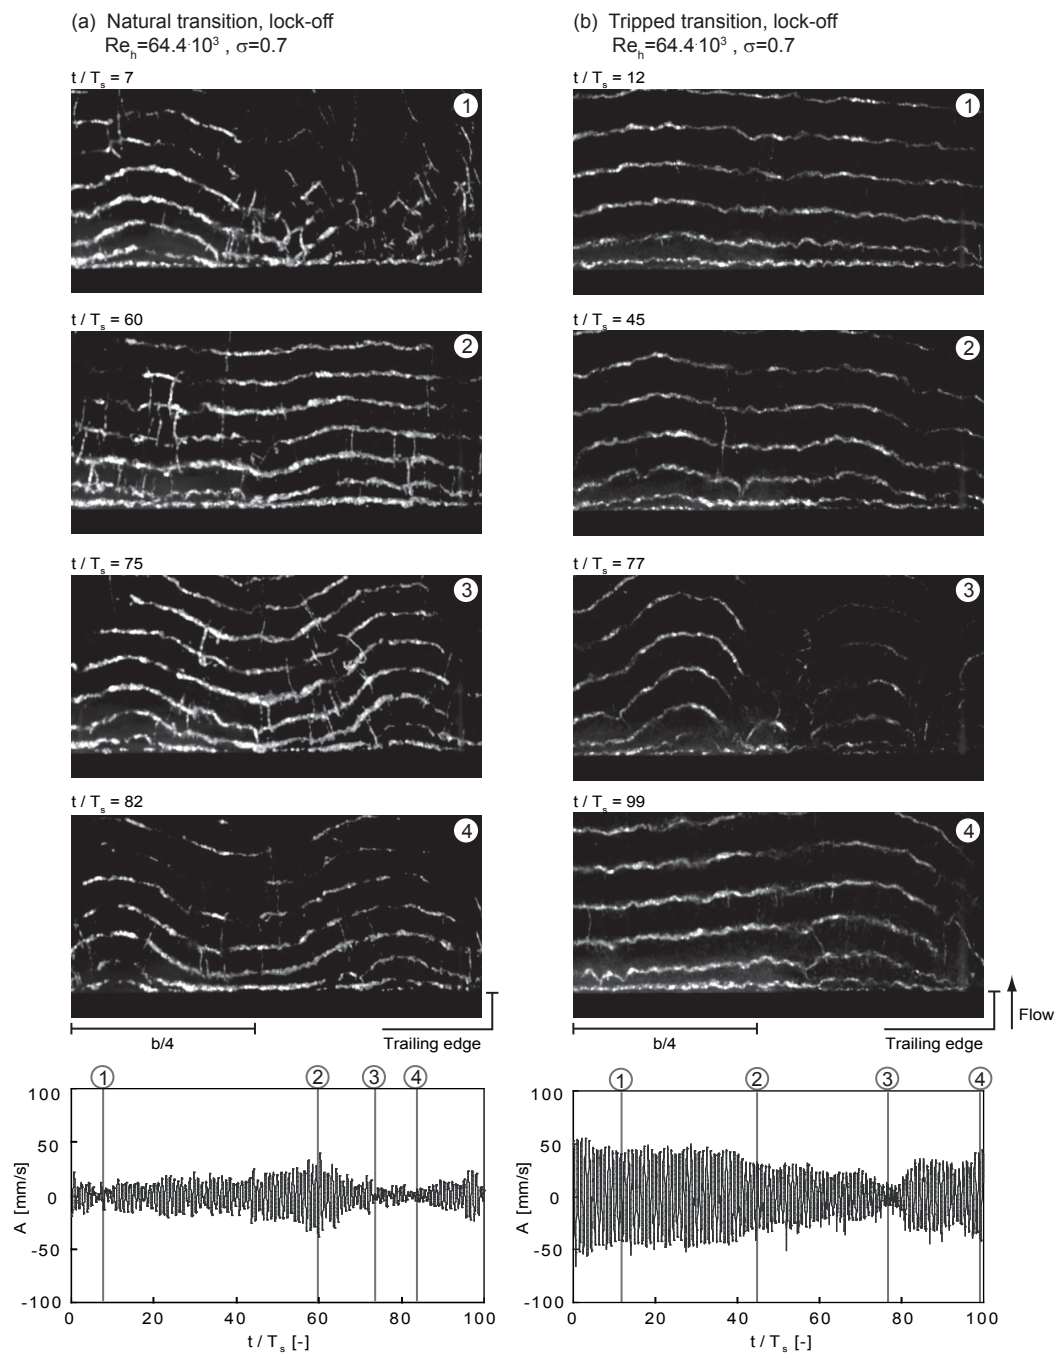 (a) Natural transition, lock-off
Re_h=64.4·10³ , σ=0.7
t / T_s = 7
1
t / T_s = 60
2
t / T_s = 75
3
t / T_s = 82
4
b/4
Trailing edge
(b) Tripped transition, lock-off
Re_h=64.4·10³ , σ=0.7
t / T_s = 12
1
t / T_s = 45
2
t / T_s = 77
3
t / T_s = 99
4
b/4
Trailing edge
Flow
1 2 3 4
100
50
0
-50
-100
A [mm/s]
0 20 40 60 80 100
t / T_s [-]
1 2 3 4
100
50
0
-50
-100
A [mm/s]
0 20 40 60 80 100
t / T_s [-]